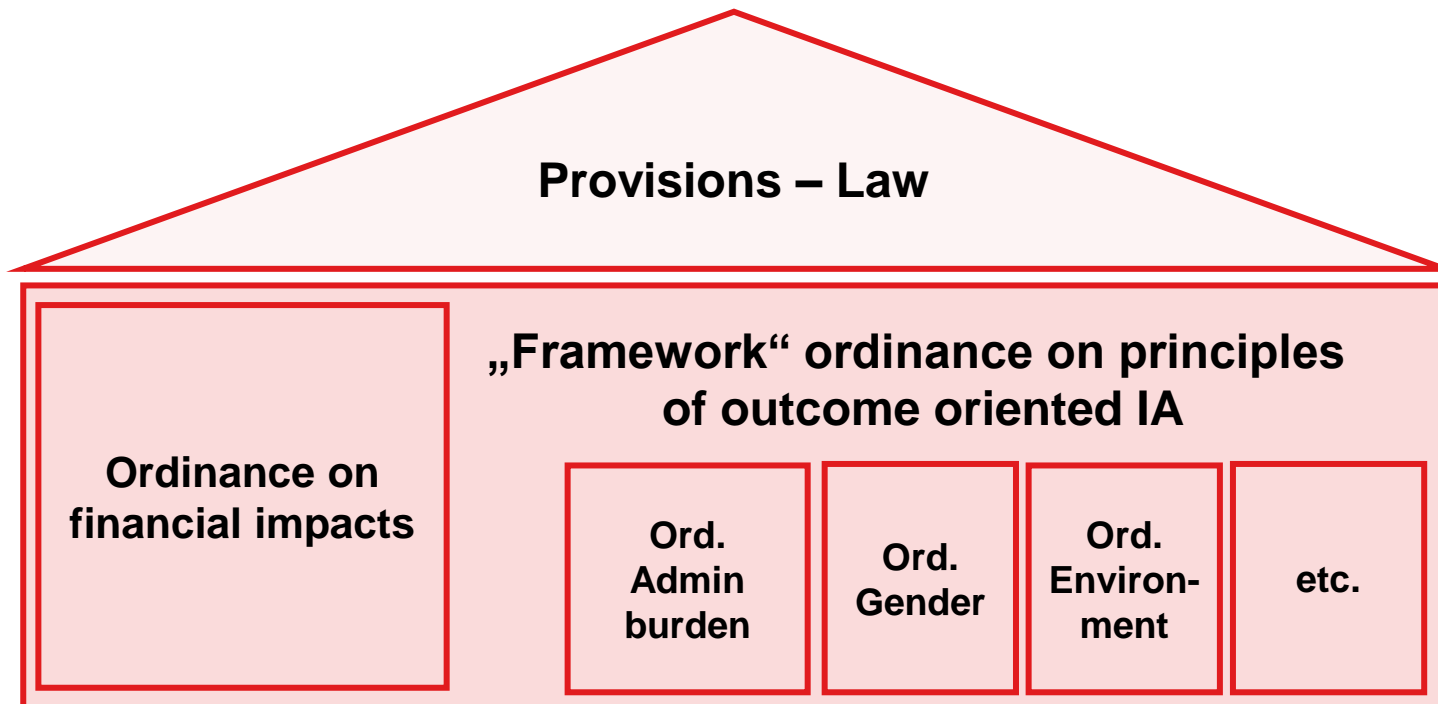 Provisions – Law
„Framework“ ordinance on principles
of outcome oriented IA
Ordinance on
financial impacts
Ord.
Admin
burden
Ord.
Gender
Ord.
Environ-
ment
etc.